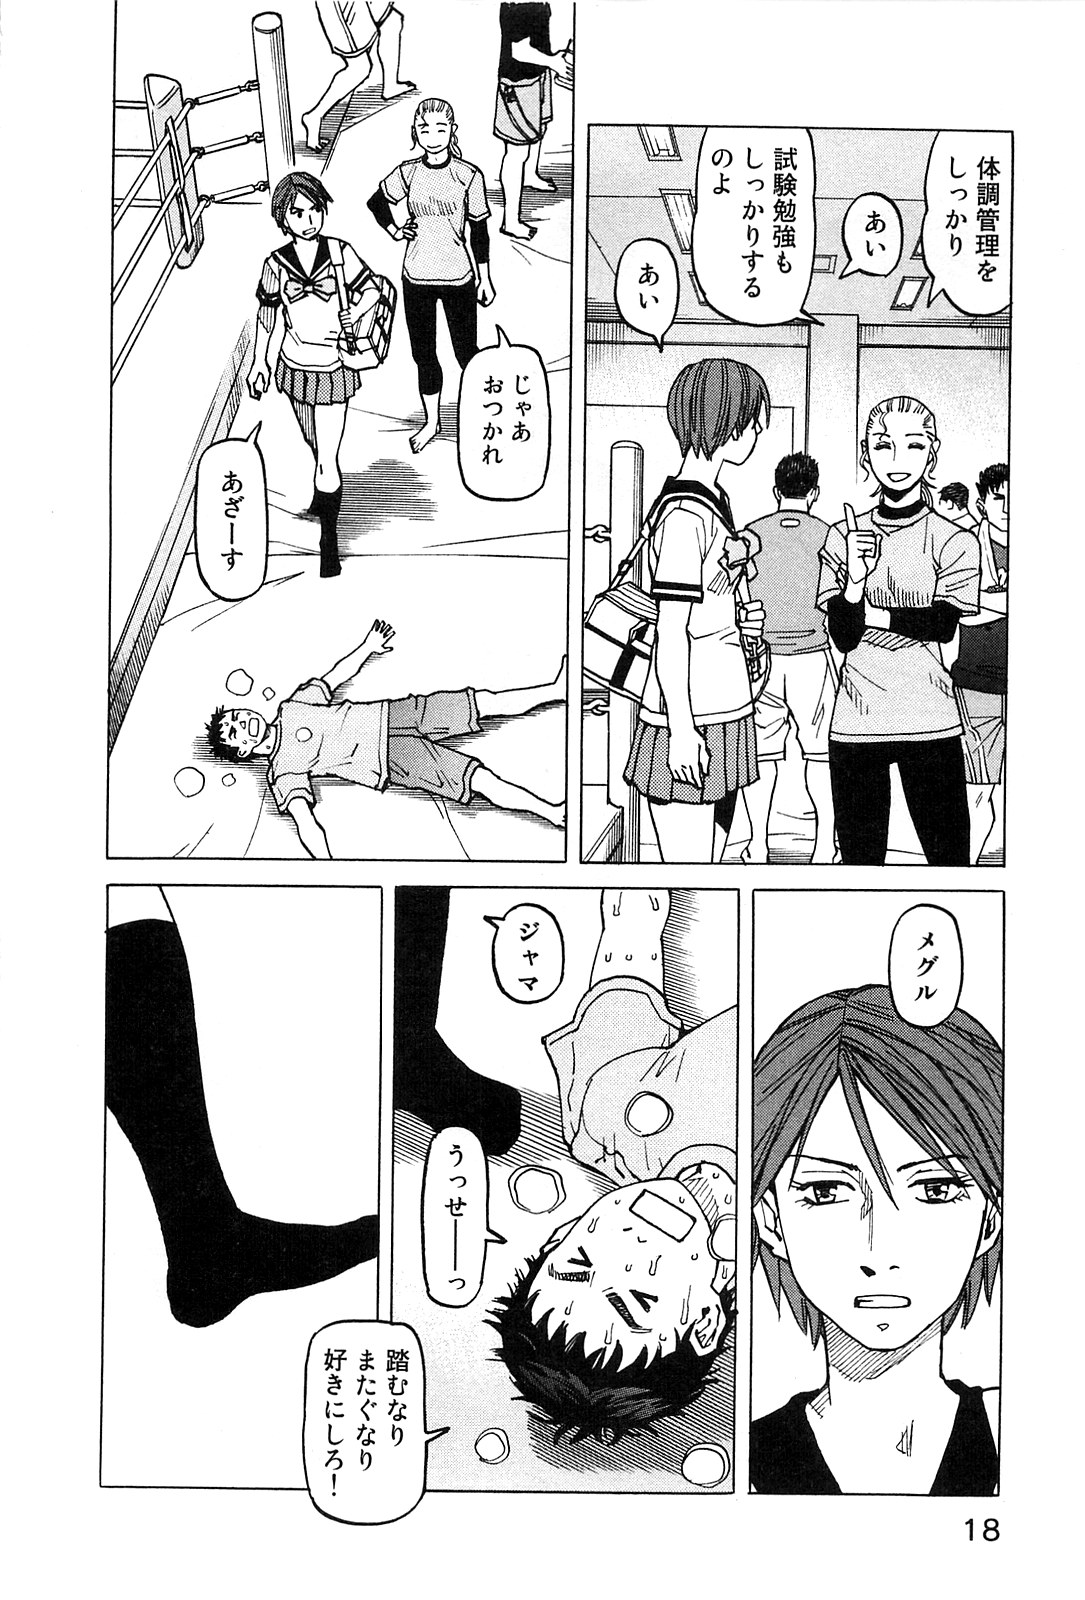 体調管理を
しっかり
あい
試験勉強も
しっかりする
のよ
あい
じゃあ
おつかれ
あざーす
メグル
ジャマ
うっせーーっ
踏むなり
またぐなり
好きにしろ!
18